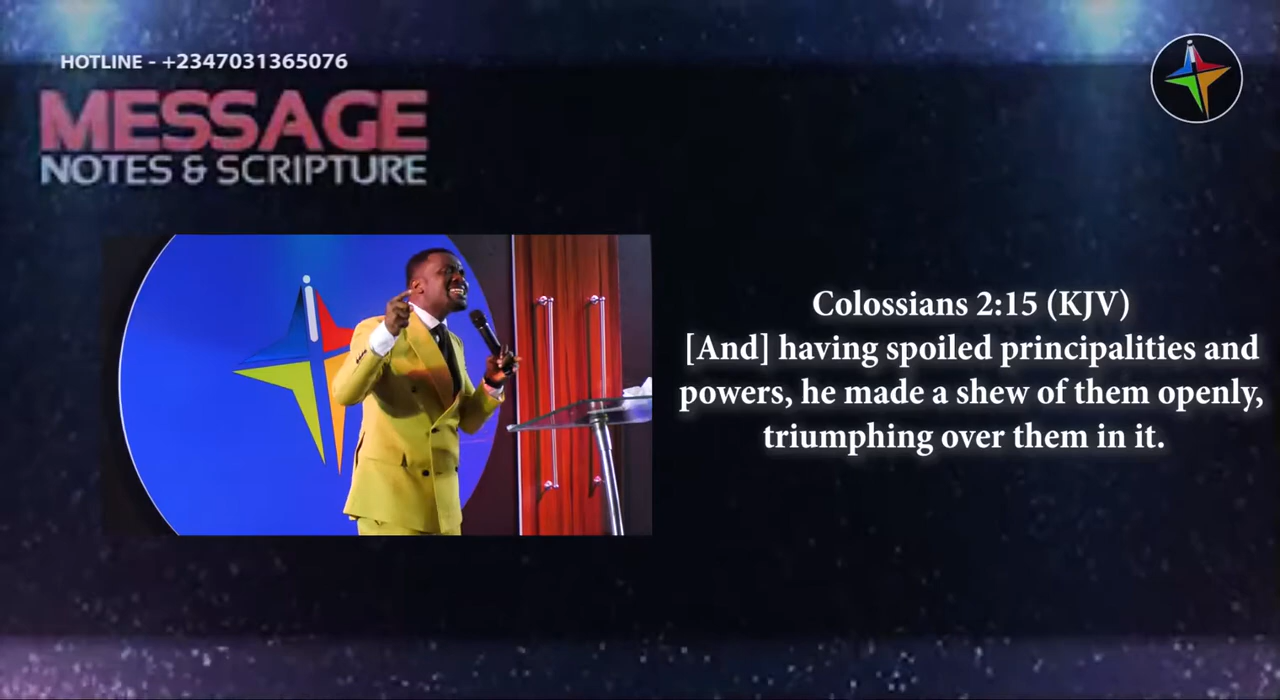 HOTLINE - +2347031365076
MESSAGE
NOTES & SCRIPTURE
Colossians 2:15 (KJV)
[And] having spoiled principalities and
powers, he made a shew of them openly,
triumphing over them in it.